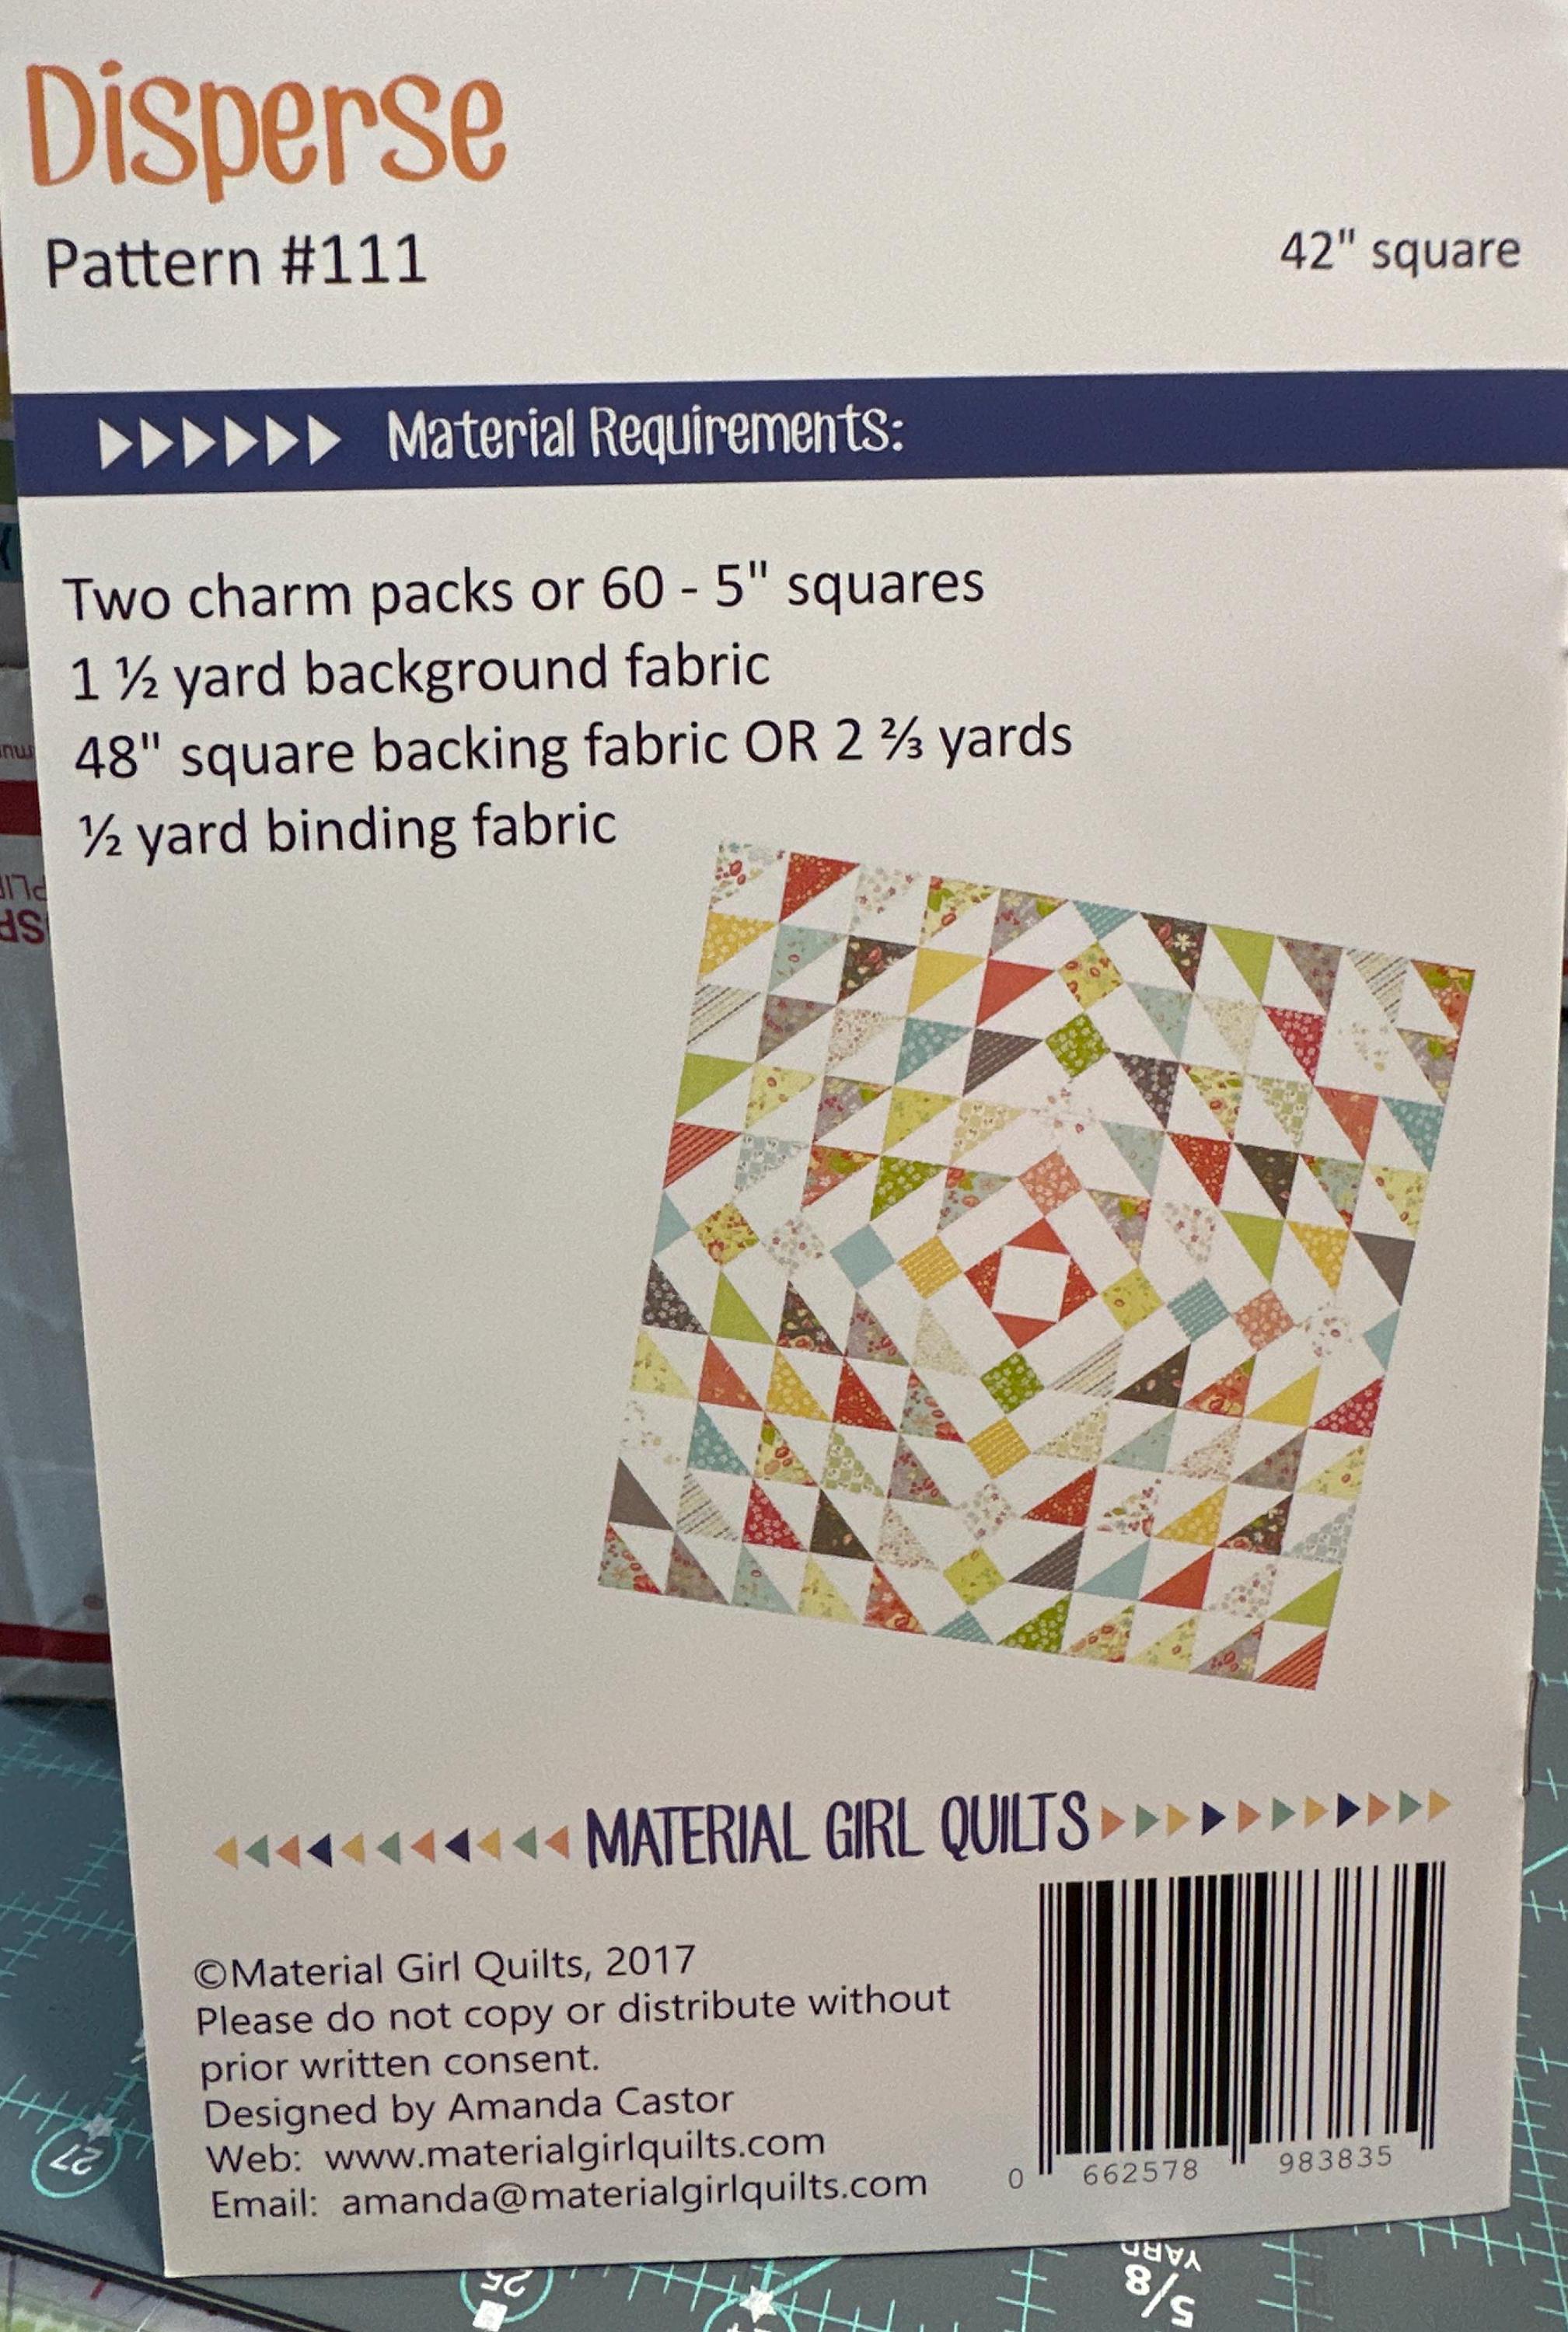 Disperse
Pattern #111
42" square
Material Requirements:
Two charm packs or 60 - 5" squares
1 ½ yard background fabric
48" square backing fabric OR 2 ⅔ yards
½ yard binding fabric
MATERIAL GIRL QUILTS
©Material Girl Quilts, 2017
Please do not copy or distribute without
prior written consent.
Designed by Amanda Castor
Web: www.materialgirlquilts.com
Email: amanda@materialgirlquilts.com
0 662578 983835
27
25
5/8
YARD